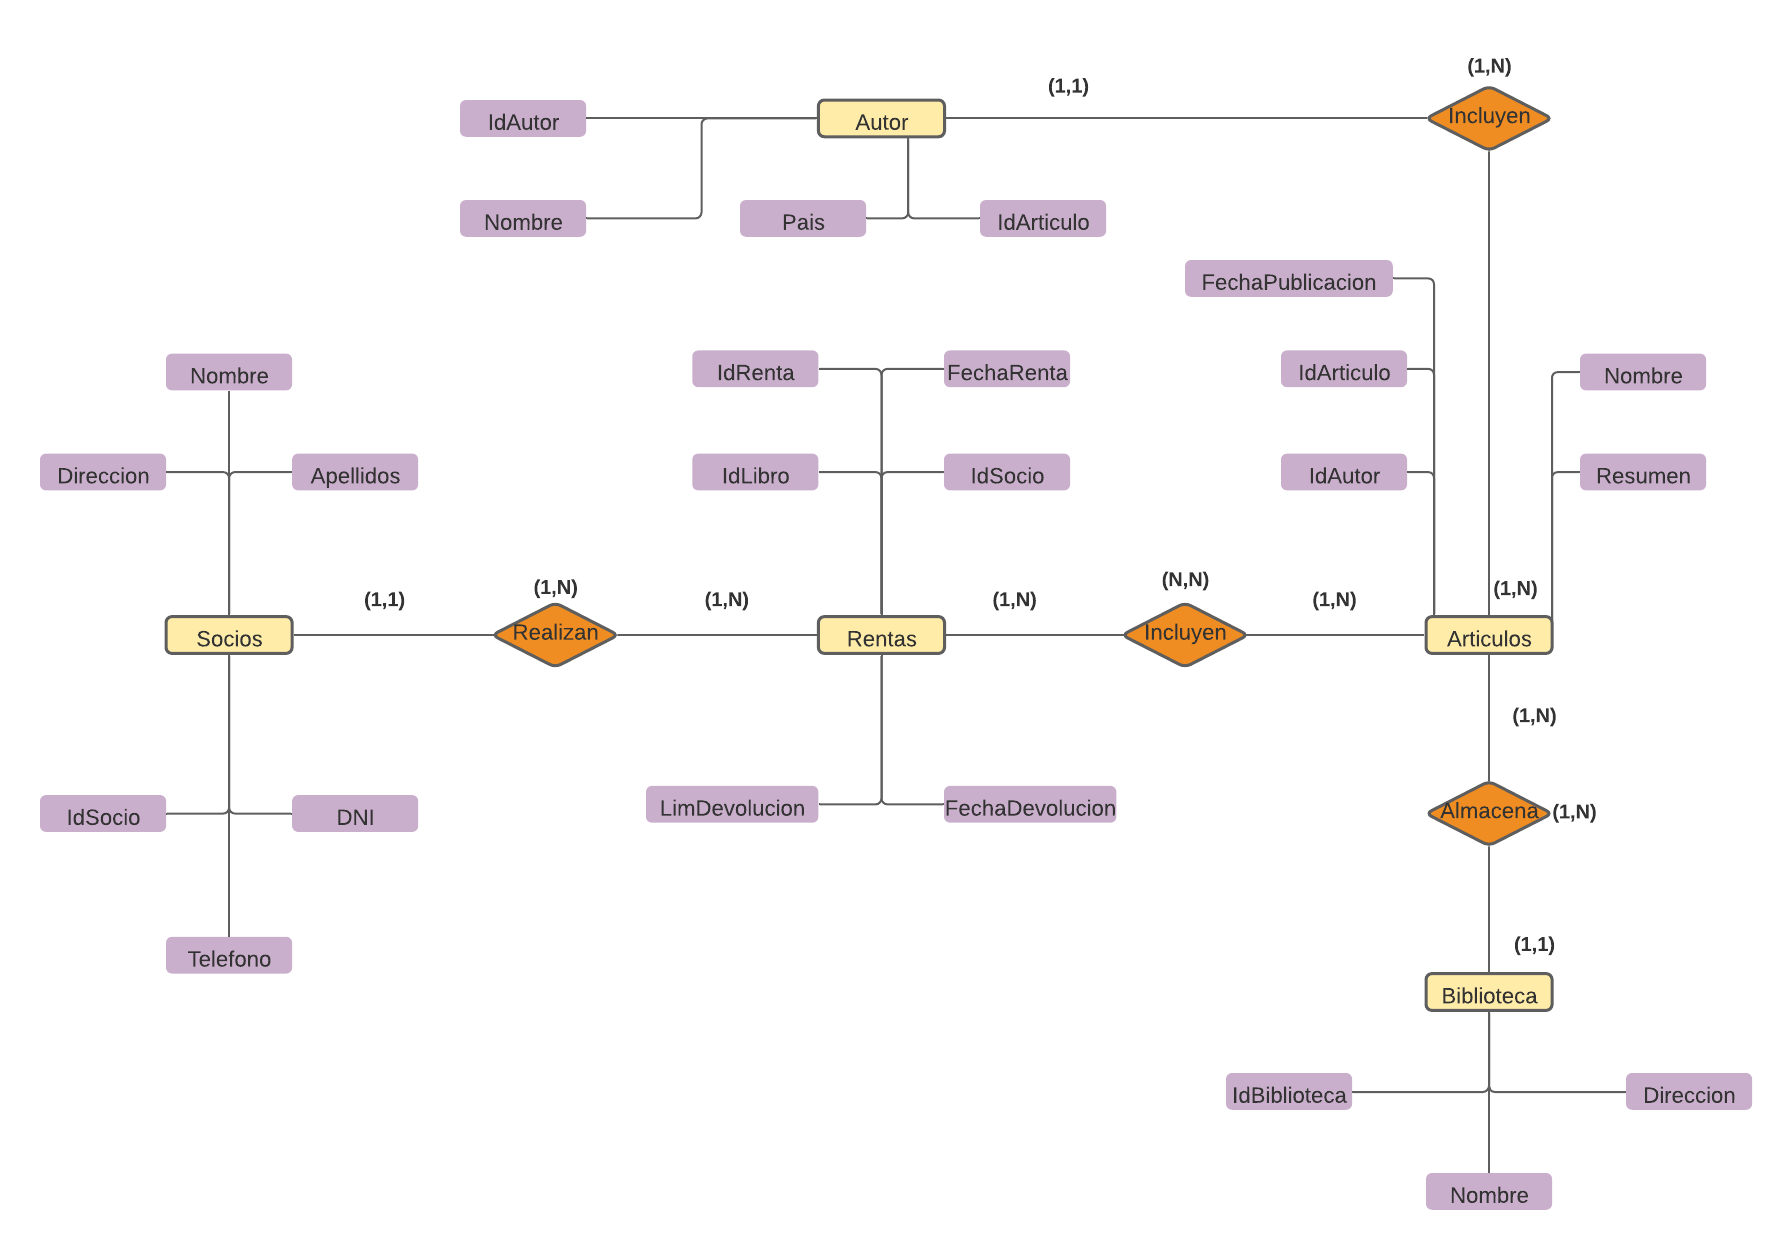 (1,N)
(1,1)
IdAutor
Autor
Incluyen
Nombre
Pais
IdArticulo
FechaPublicacion
Nombre
IdRenta
FechaRenta
IdArticulo
Nombre
Direccion
Apellidos
IdLibro
IdSocio
IdAutor
Resumen
(1,1)
(1,N)
(1,N)
(1,N)
(N,N)
(1,N)
(1,N)
Socios
Realizan
Rentas
Incluyen
Articulos
(1,N)
IdSocio
DNI
LimDevolucion
FechaDevolucion
Almacena
(1,N)
Telefono
(1,1)
Biblioteca
IdBiblioteca
Direccion
Nombre